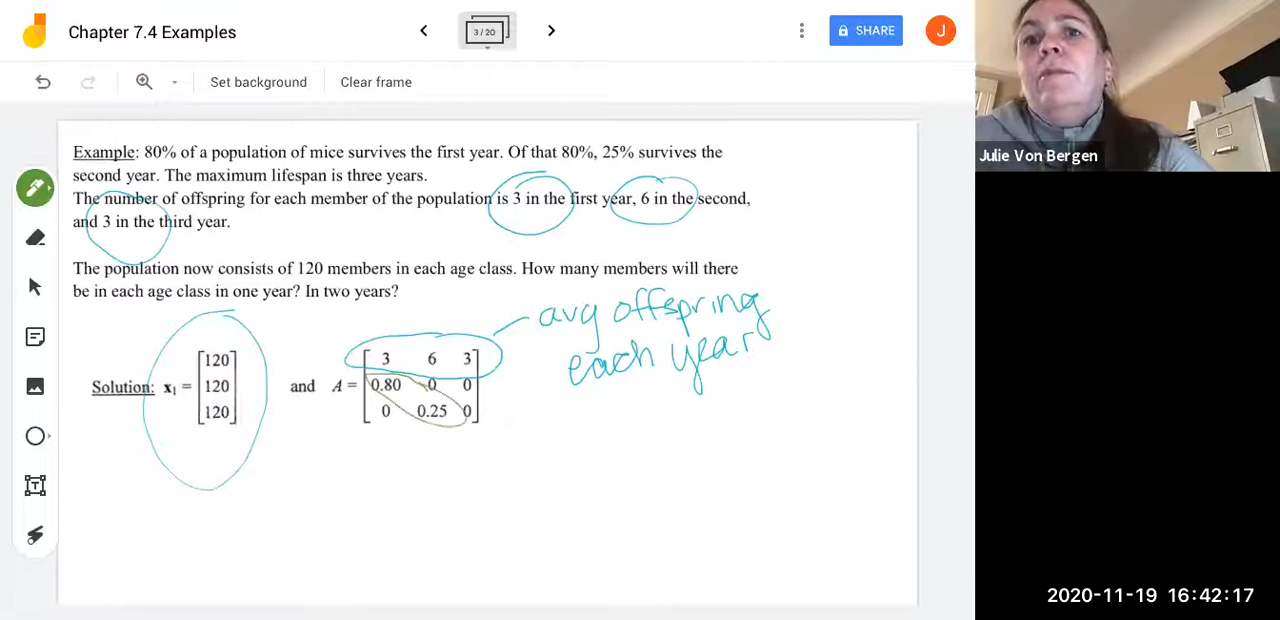 Chapter 7.4 Examples
3 / 20
SHARE
J
Set background
Clear frame
Example: 80% of a population of mice survives the first year. Of that 80%, 25% survives the
second year. The maximum lifespan is three years.
The number of offspring for each member of the population is 3 in the first year, 6 in the second,
and 3 in the third year.
The population now consists of 120 members in each age class. How many members will there
be in each age class in one year? In two years?
avg offspring
each year
[120] [ 3 6 3]
Solution: x₁ = |120| and A = |0.80 0 0|
[120] [ 0 0.25 0]
T
Julie Von Bergen
2020-11-19 16:42:17